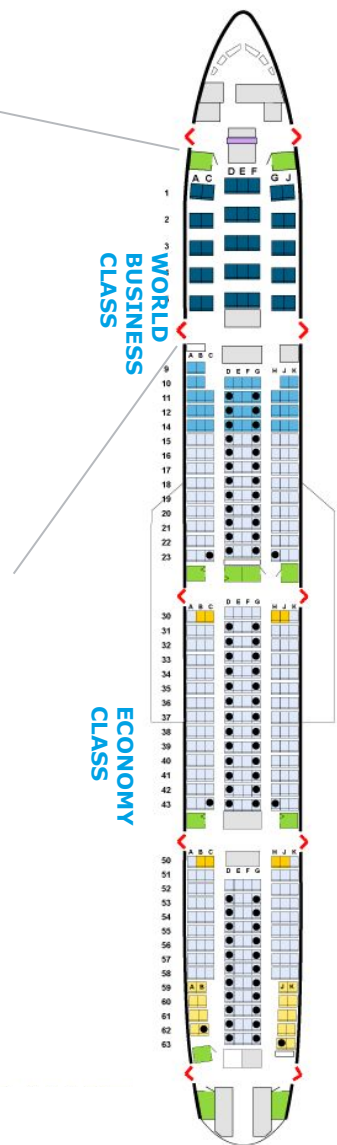 A C D E F G J
1
2
3
WORLD
BUSINESS
CLASS
A B C
D E F G
H J K
9
10
11
12
14
15
16
17
18
19
20
21
22
23
D E F G
A B C
H J K
30
31
32
33
34
35
36
37
38
39
40
41
42
43
ECONOMY
CLASS
A B C
H J K
D E F G
50
51
52
53
54
55
56
57
58
59
A B
J K
60
61
62
63